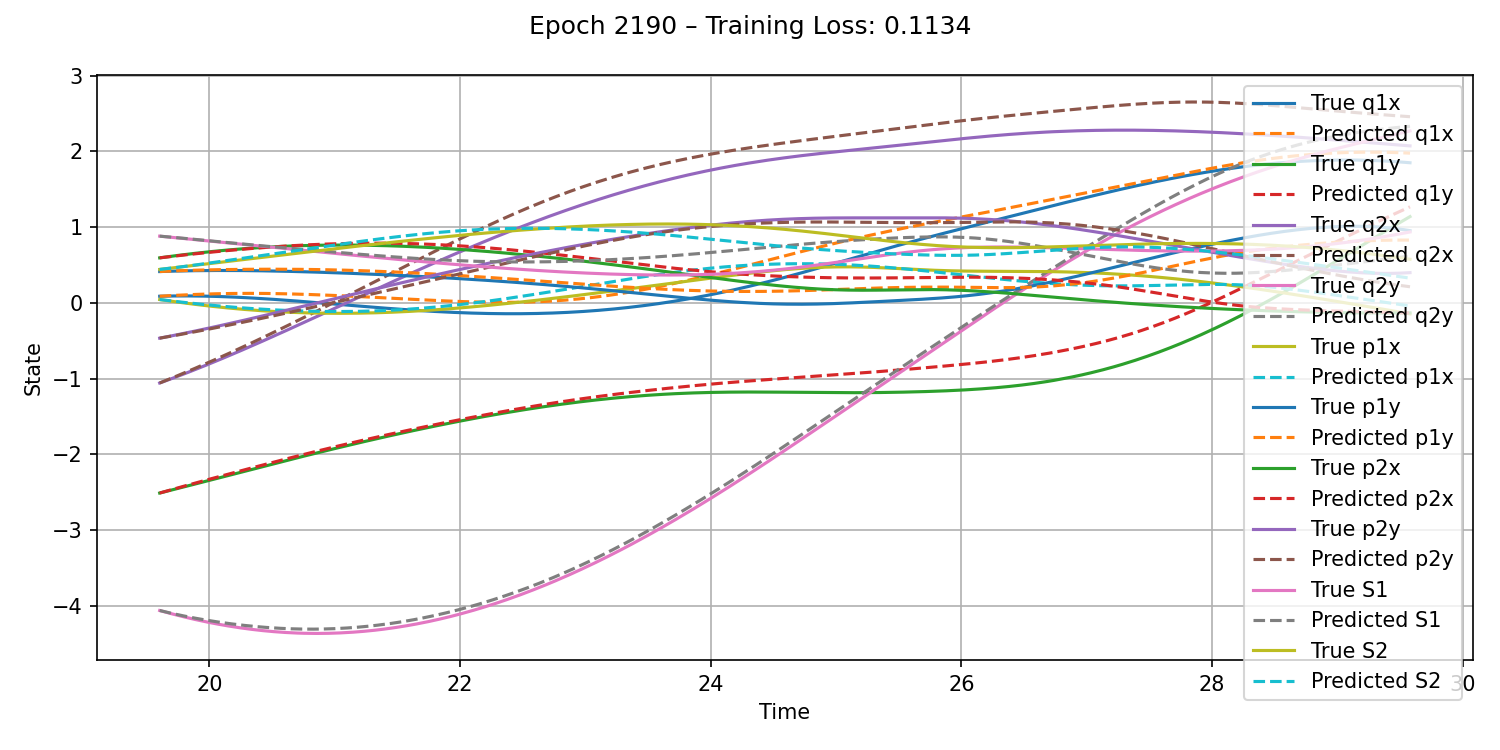 Epoch 2190 – Training Loss: 0.1134
3
2
1
0
−1
−2
−3
−4
State
20
22
24
26
28
30
Time
True q1x
Predicted q1x
True q1y
Predicted q1y
True q2x
Predicted q2x
True q2y
Predicted q2y
True p1x
Predicted p1x
True p1y
Predicted p1y
True p2x
Predicted p2x
True p2y
Predicted p2y
True S1
Predicted S1
True S2
Predicted S2